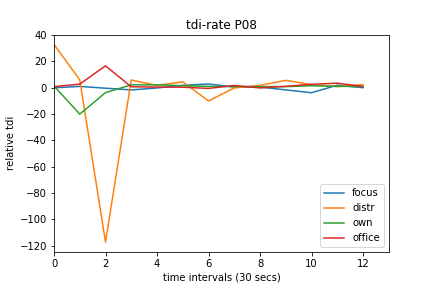 tdi-rate P08
40
20
0
−20
−40
−60
−80
−100
−120
relative tdi
0 2 4 6 8 10 12
time intervals (30 secs)
focus
distr
own
office